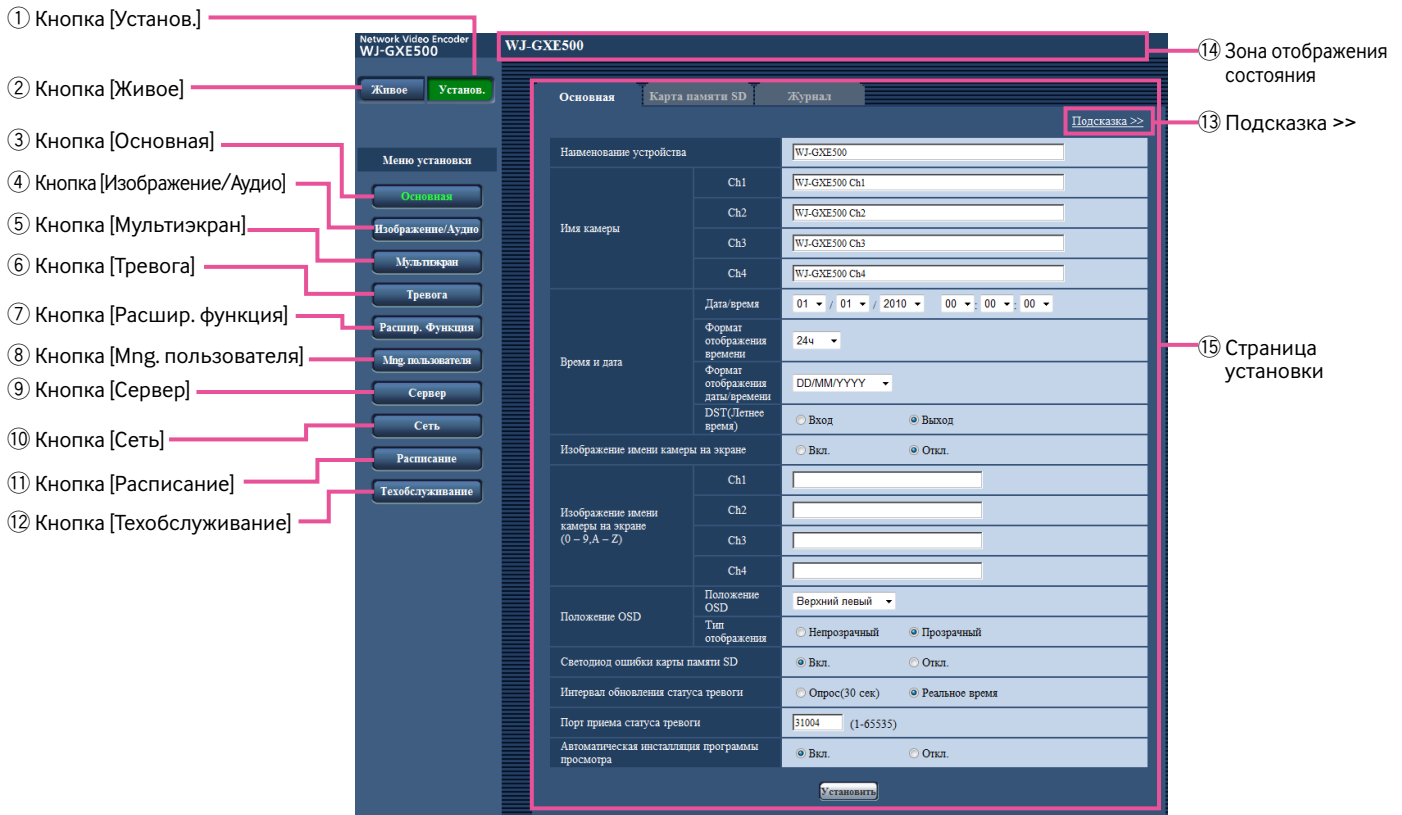 ① Кнопка [Установ.]
② Кнопка [Живое]
③ Кнопка [Основная]
④ Кнопка [Изображение/Аудио]
⑤ Кнопка [Мультиэкран]
⑥ Кнопка [Тревога]
⑦ Кнопка [Расшир. функция]
⑧ Кнопка [Mng. пользователя]
⑨ Кнопка [Сервер]
⑩ Кнопка [Сеть]
⑪ Кнопка [Расписание]
⑫ Кнопка [Техобслуживание]
Network Video Encoder
WJ-GXE500
Живое Установ.
Меню установки
Основная
Изображение/Аудио
Мультиэкран
Тревога
Расшир. Функция
Mng. пользователя
Сервер
Сеть
Расписание
Техобслуживание
WJ-GXE500
Основная Карта памяти SD Журнал
Подсказка >>
Наименование устройства WJ-GXE500
Имя камеры
Ch1 WJ-GXE500 Ch1
Ch2 WJ-GXE500 Ch2
Ch3 WJ-GXE500 Ch3
Ch4 WJ-GXE500 Ch4
Время и дата
Дата/время 01 / 01 / 2010 00 : 00 : 00
Формат
отображения
времени
24ч
Формат
отображения
даты/времени
DD/MM/YYYY
DST(Летнее
время)
Вход Выход
Изображение имени камеры на экране Вкл. Откл.
Изображение имени
камеры на экране
(0 – 9,A – Z)
Ch1
Ch2
Ch3
Ch4
Положение OSD
Положение
OSD
Верхний левый
Тип
отображения
Непрозрачный Прозрачный
Светодиод ошибки карты памяти SD Вкл. Откл.
Интервал обновления статуса тревоги Опрос(30 сек) Реальное время
Порт приема статуса тревоги 31004 (1-65535)
Автоматическая инсталляция программы
просмотра
Вкл. Откл.
Установить
⑭ Зона отображения
состояния
⑬ Подсказка >>
⑮ Страница
установки